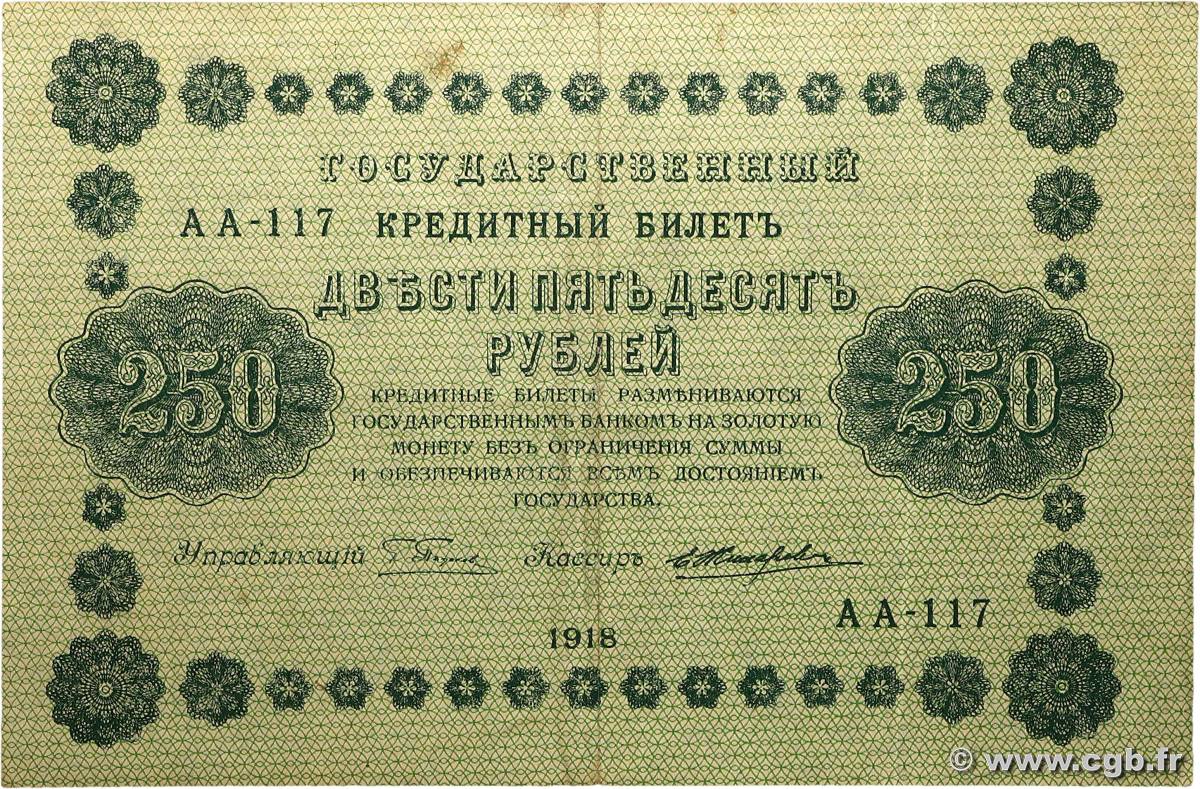 ГОСУДАРСТВЕННЫЙ
АА-117 КРЕДИТНЫЙ БИЛЕТЪ
ДВѢСТИ ПЯТЬДЕСЯТЪ
РУБЛЕЙ
250
250
КРЕДИТНЫЕ БИЛЕТЫ РАЗМѢНИВАЮТСЯ
ГОСУДАРСТВЕННЫМЪ БАНКОМЪ НА ЗОЛОТУЮ
МОНЕТУ БЕЗЪ ОГРАНИЧЕНІЯ СУММЫ
И ОБЕЗПЕЧИВАЮТСЯ ВСѢМЪ ДОСТОЯНІЕМЪ
ГОСУДАРСТВА.
Управляющій Кассиръ
АА-117
1918
© www.cgb.fr